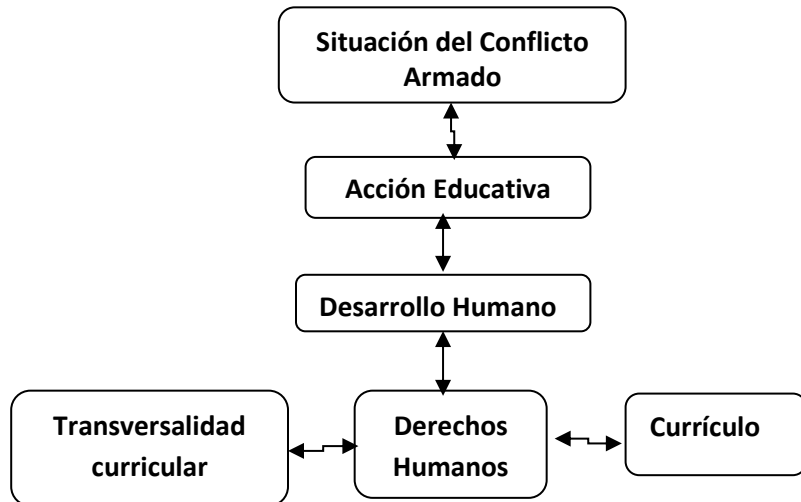 Situación del Conflicto
Armado
Acción Educativa
Desarrollo Humano
Transversalidad
curricular
Derechos
Humanos
Currículo